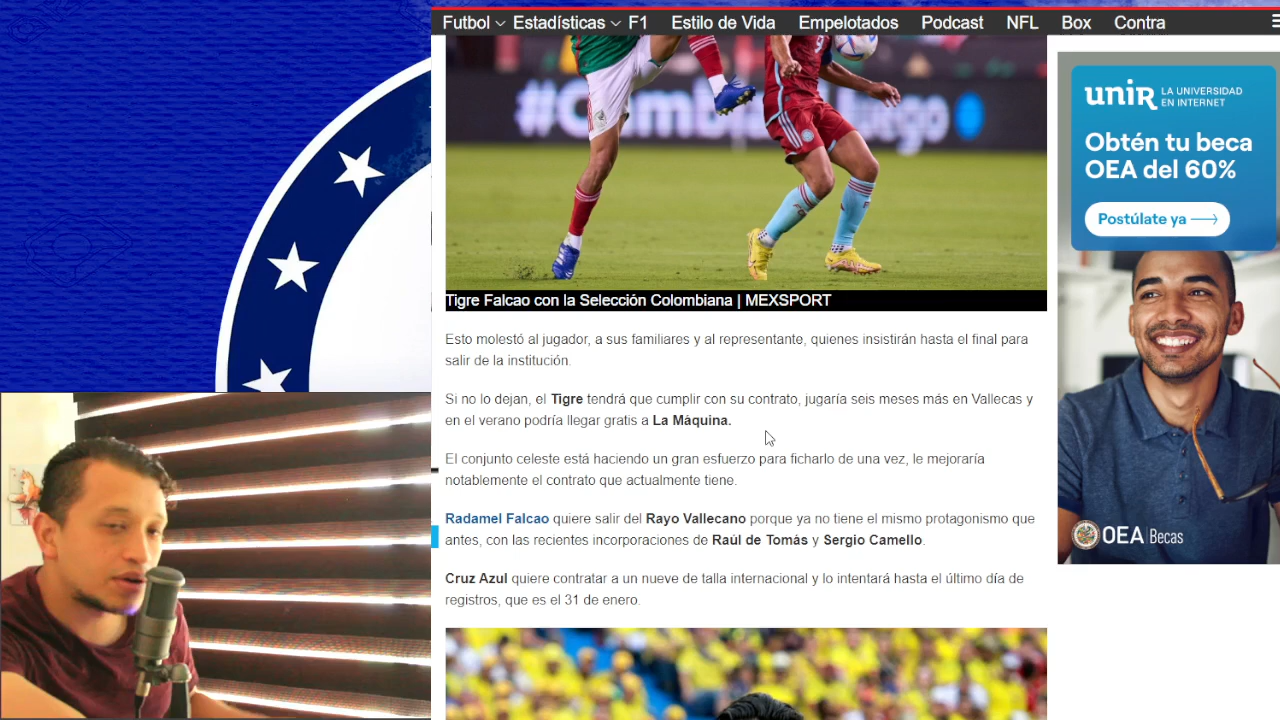 Futbol Estadísticas F1 Estilo de Vida Empelotados Podcast NFL Box Contra
Tigre Falcao con la Selección Colombiana | MEXSPORT
Esto molestó al jugador, a sus familiares y al representante, quienes insistirán hasta el final para
salir de la institución.
Si no lo dejan, el Tigre tendrá que cumplir con su contrato, jugaría seis meses más en Vallecas y
en el verano podría llegar gratis a La Máquina.
El conjunto celeste está haciendo un gran esfuerzo para ficharlo de una vez, le mejoraría
notablemente el contrato que actualmente tiene.
Radamel Falcao quiere salir del Rayo Vallecano porque ya no tiene el mismo protagonismo que
antes, con las recientes incorporaciones de Raúl de Tomás y Sergio Camello.
Cruz Azul quiere contratar a un nueve de talla internacional y lo intentará hasta el último día de
registros, que es el 31 de enero.
unir LA UNIVERSIDAD
EN INTERNET
Obtén tu beca
OEA del 60%
Postúlate ya
OEA Becas